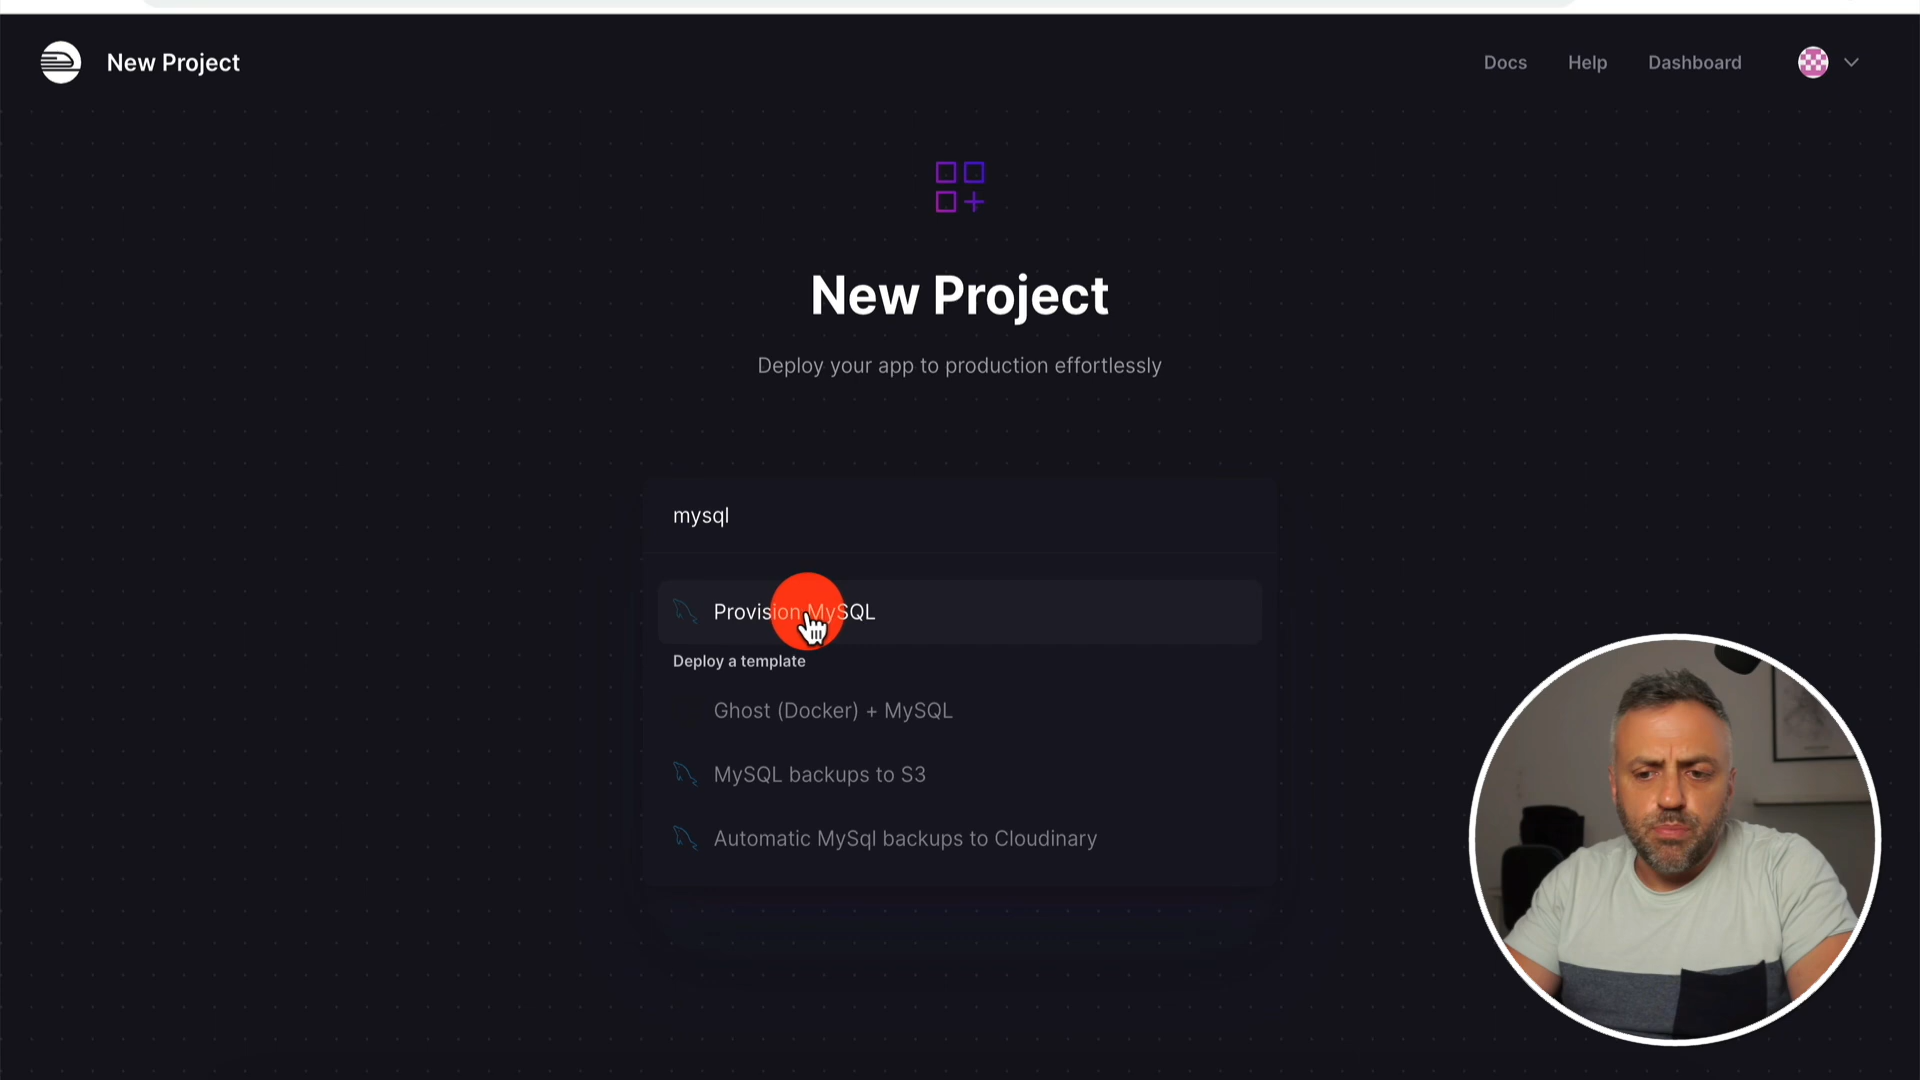 New Project
Docs
Help
Dashboard
New Project
Deploy your app to production effortlessly
mysql
Provision MySQL
Deploy a template
Ghost (Docker) + MySQL
MySQL backups to S3
Automatic MySql backups to Cloudinary